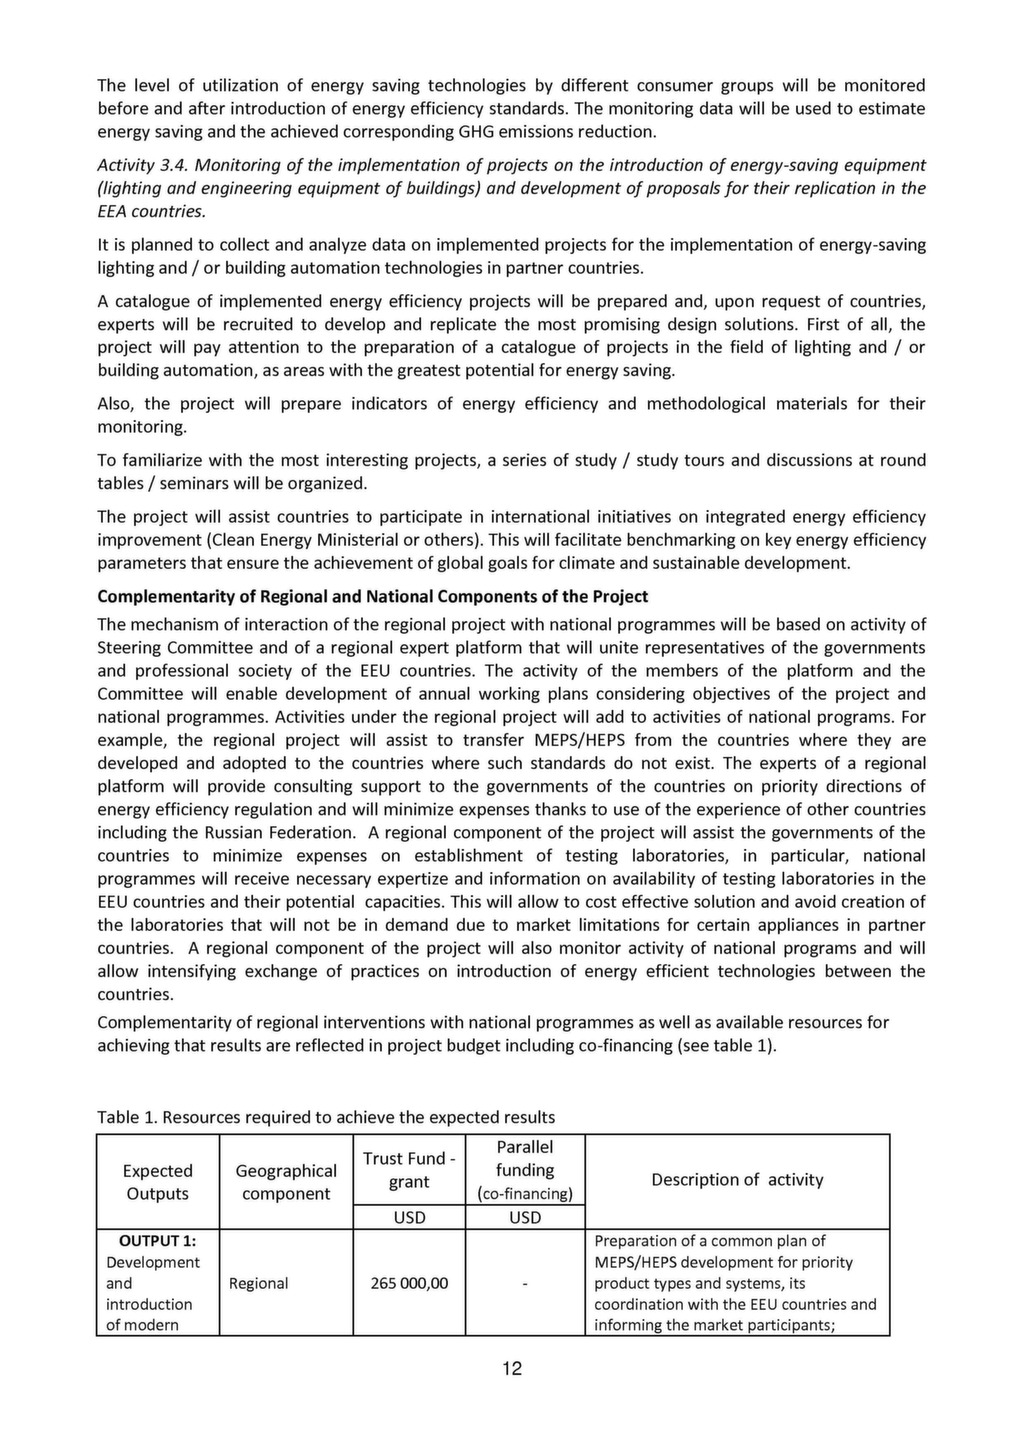 The level of utilization of energy saving technologies by different consumer groups will be monitored
before and after introduction of energy efficiency standards. The monitoring data will be used to estimate
energy saving and the achieved corresponding GHG emissions reduction.
Activity 3.4. Monitoring of the implementation of projects on the introduction of energy-saving equipment
(lighting and engineering equipment of buildings) and development of proposals for their replication in the
EEA countries.
It is planned to collect and analyze data on implemented projects for the implementation of energy-saving
lighting and / or building automation technologies in partner countries.
A catalogue of implemented energy efficiency projects will be prepared and, upon request of countries,
experts will be recruited to develop and replicate the most promising design solutions. First of all, the
project will pay attention to the preparation of a catalogue of projects in the field of lighting and / or
building automation, as areas with the greatest potential for energy saving.
Also, the project will prepare indicators of energy efficiency and methodological materials for their
monitoring.
To familiarize with the most interesting projects, a series of study / study tours and discussions at round
tables / seminars will be organized.
The project will assist countries to participate in international initiatives on integrated energy efficiency
improvement (Clean Energy Ministerial or others). This will facilitate benchmarking on key energy efficiency
parameters that ensure the achievement of global goals for climate and sustainable development.
Complementarity of Regional and National Components of the Project
The mechanism of interaction of the regional project with national programmes will be based on activity of
Steering Committee and of a regional expert platform that will unite representatives of the governments
and professional society of the EEU countries. The activity of the members of the platform and the
Committee will enable development of annual working plans considering objectives of the project and
national programmes. Activities under the regional project will add to activities of national programs. For
example, the regional project will assist to transfer MEPS/HEPS from the countries where they are
developed and adopted to the countries where such standards do not exist. The experts of a regional
platform will provide consulting support to the governments of the countries on priority directions of
energy efficiency regulation and will minimize expenses thanks to use of the experience of other countries
including the Russian Federation. A regional component of the project will assist the governments of the
countries to minimize expenses on establishment of testing laboratories, in particular, national
programmes will receive necessary expertize and information on availability of testing laboratories in the
EEU countries and their potential capacities. This will allow to cost effective solution and avoid creation of
the laboratories that will not be in demand due to market limitations for certain appliances in partner
countries. A regional component of the project will also monitor activity of national programs and will
allow intensifying exchange of practices on introduction of energy efficient technologies between the
countries.
Complementarity of regional interventions with national programmes as well as available resources for
achieving that results are reflected in project budget including co-financing (see table 1).
Table 1. Resources required to achieve the expected results
Expected
Outputs
Geographical
component
Trust Fund -
grant
USD
Parallel
funding
(co-financing)
USD
Description of activity
OUTPUT 1:
Development
and
introduction
of modern
Regional
265 000,00
-
Preparation of a common plan of
MEPS/HEPS development for priority
product types and systems, its
coordination with the EEU countries and
informing the market participants;
12